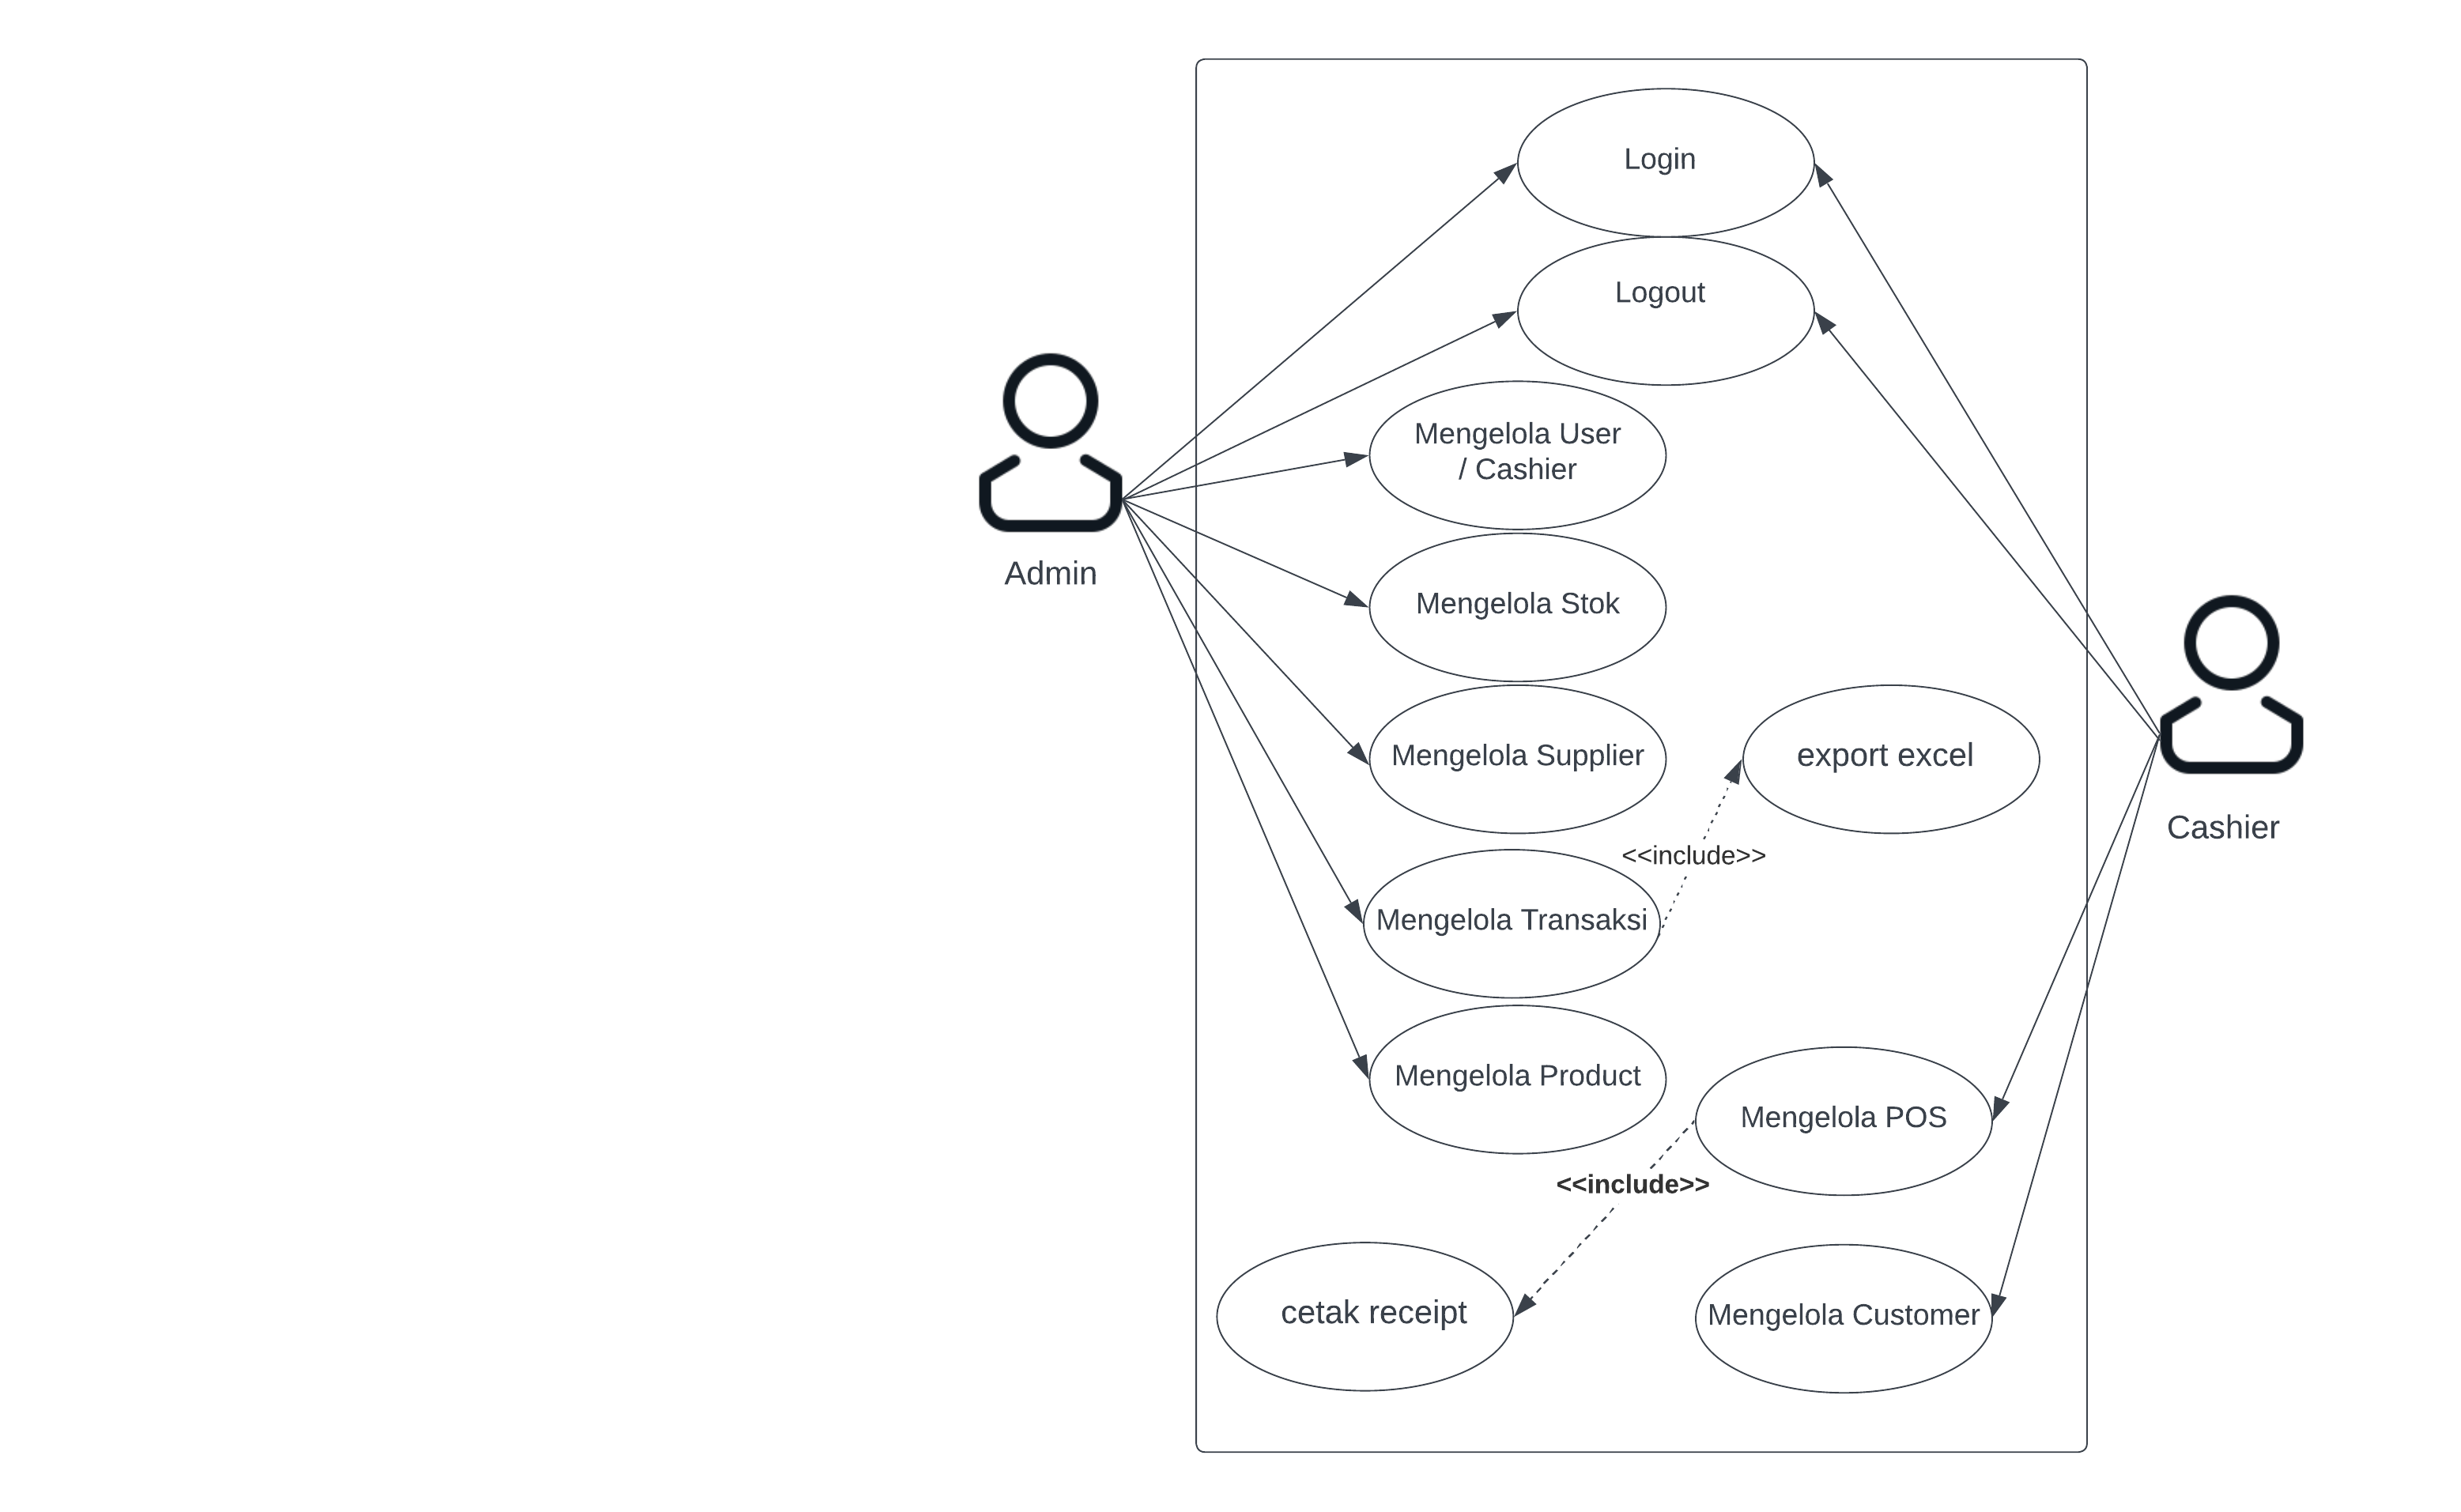 Login
Logout
Mengelola User
/ Cashier
Admin
Mengelola Stok
Mengelola Supplier
export excel
Cashier
<<include>>
Mengelola Transaksi
Mengelola Product
Mengelola POS
<<include>>
cetak receipt
Mengelola Customer